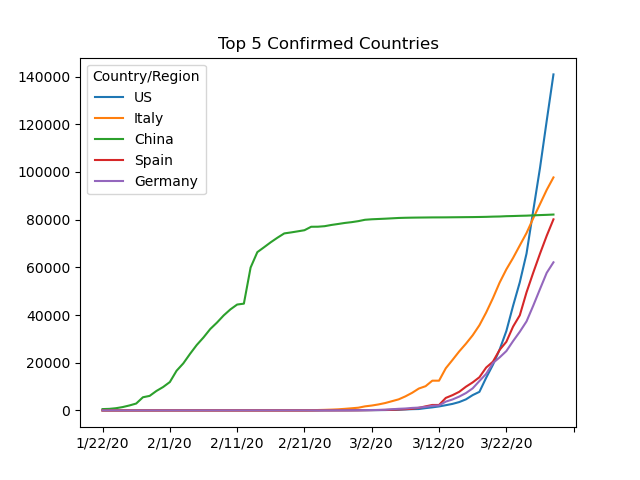 Top 5 Confirmed Countries
Country/Region
US
Italy
China
Spain
Germany
140000
120000
100000
80000
60000
40000
20000
0
1/22/20 2/1/20 2/11/20 2/21/20 3/2/20 3/12/20 3/22/20